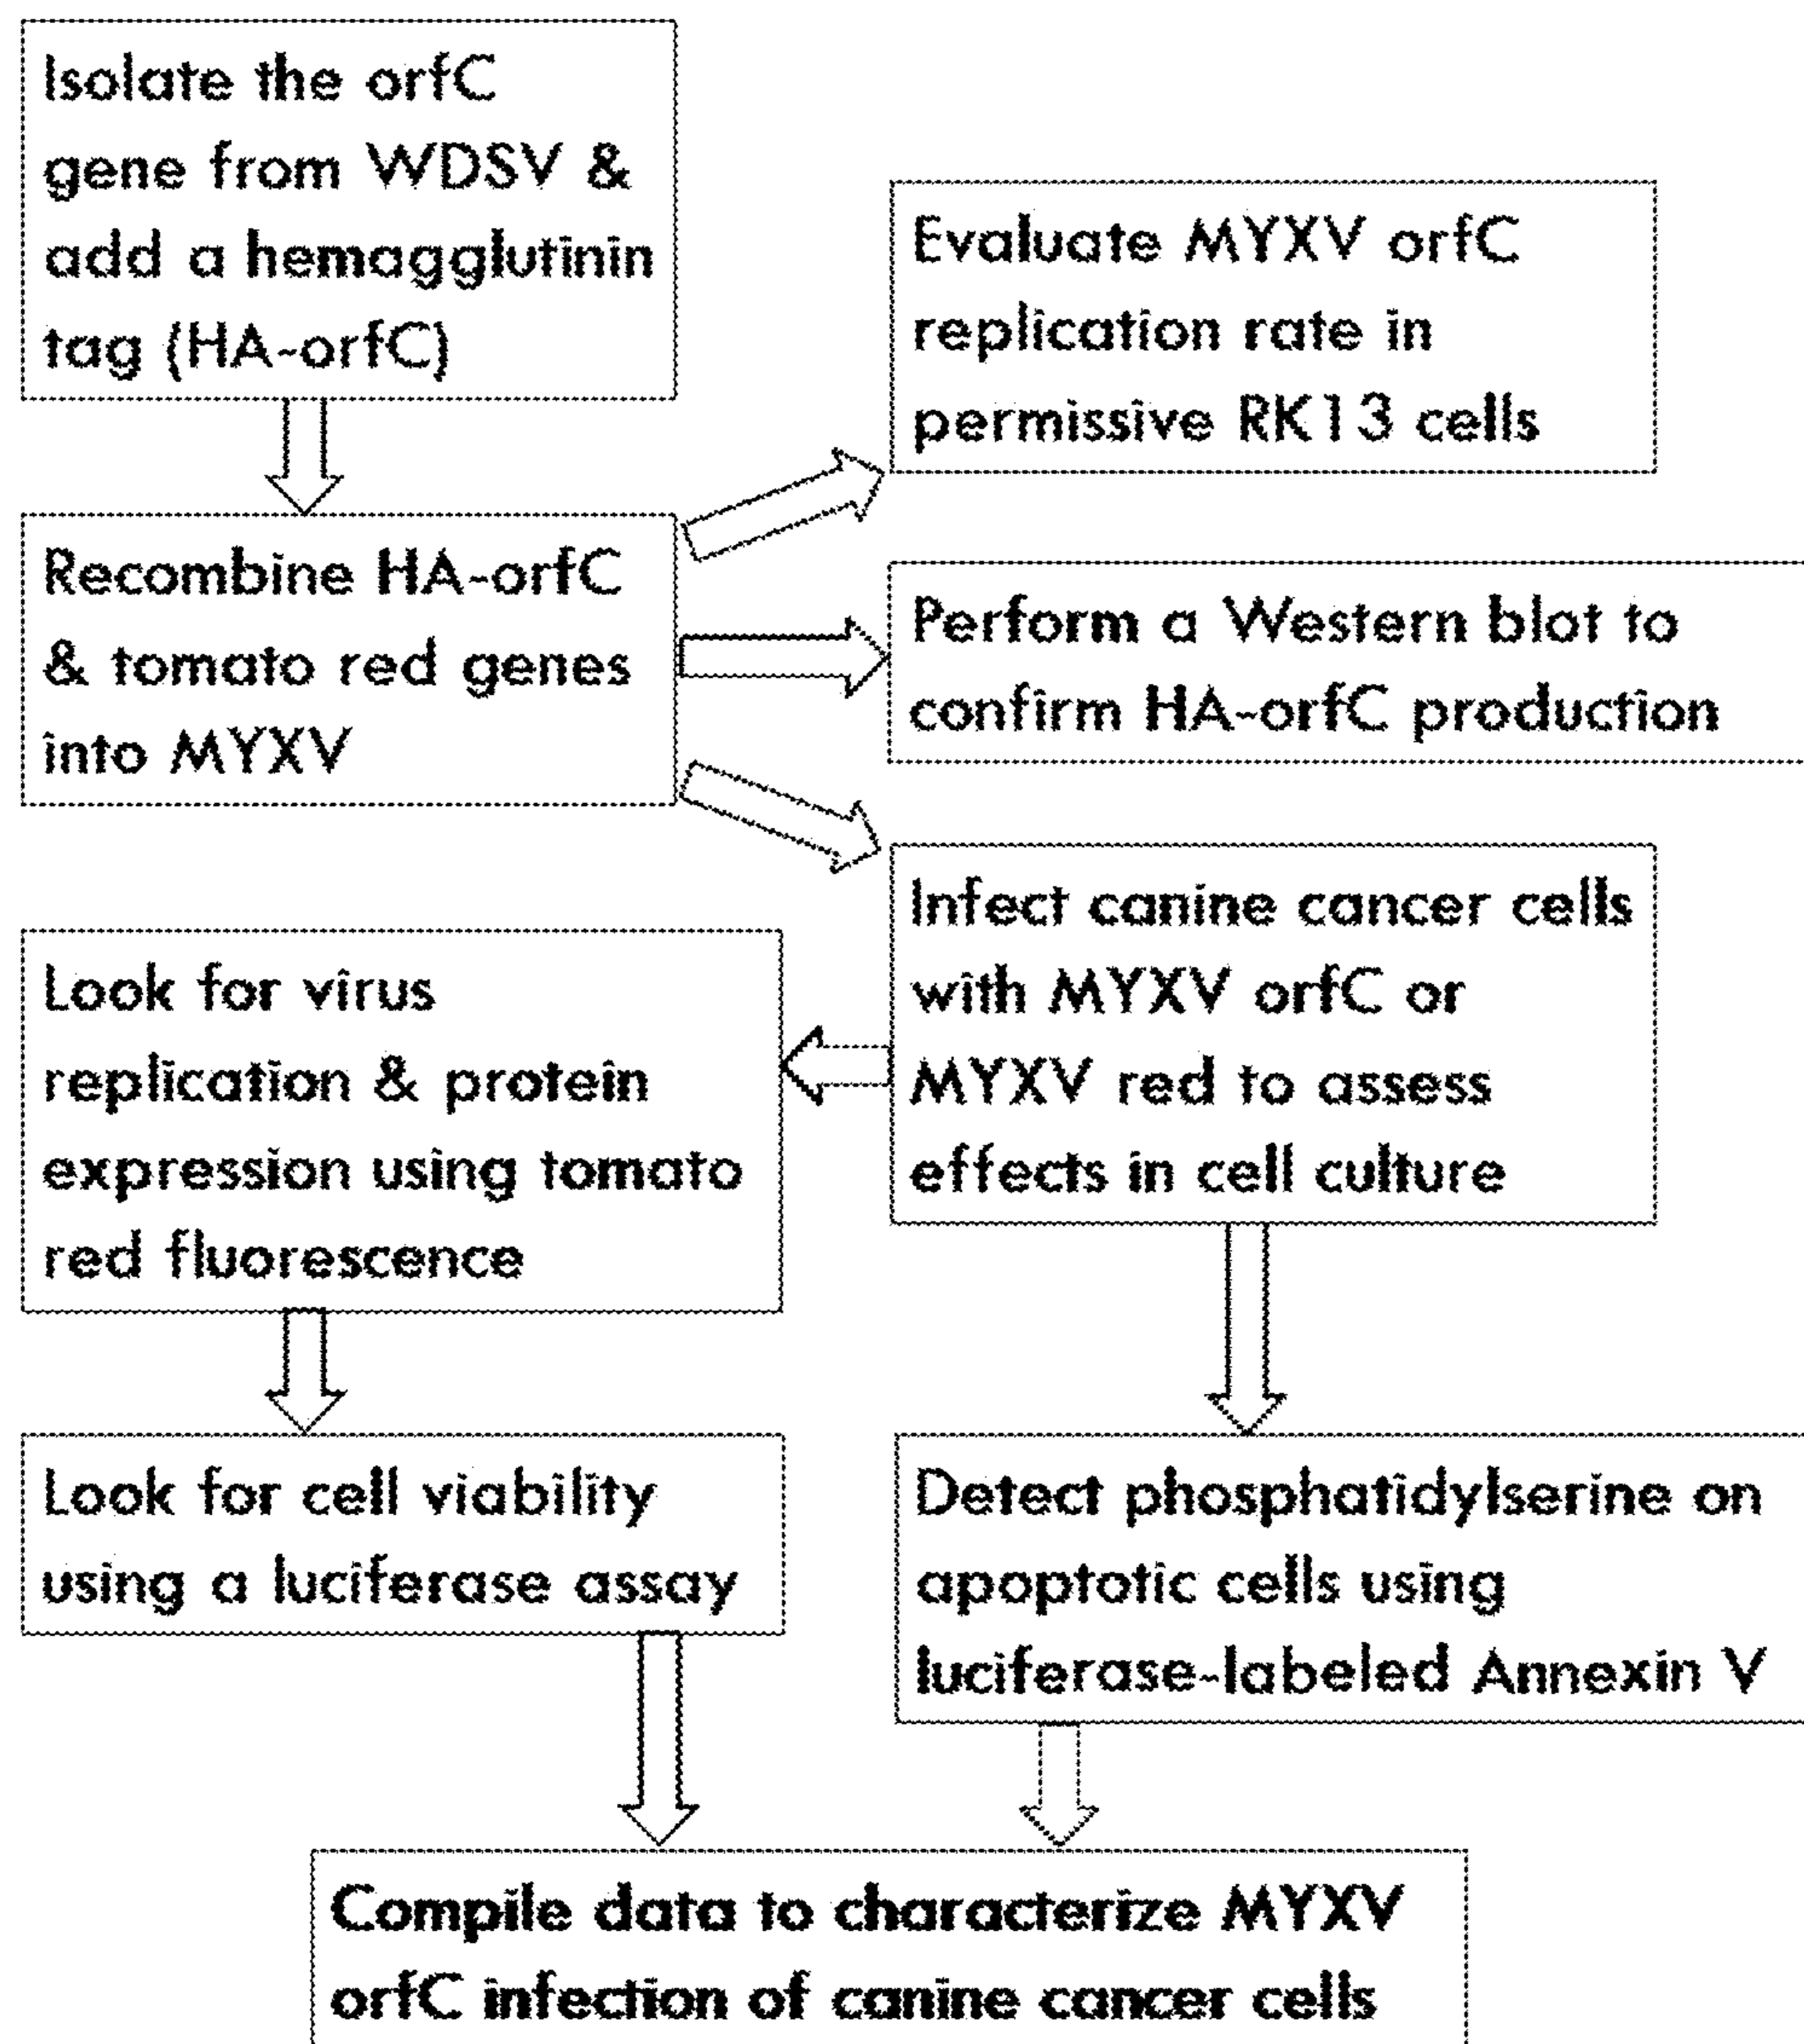 Isolate the orfC
gene from WDSV &
add a hemagglutinin
tag (HA-orfC)
Evaluate MYXV orfC
replication rate in
permissive RK13 cells
Recombine HA-orfC
& tomato red genes
into MYXV
Perform a Western blot to
confirm HA-orfC production
Infect canine cancer cells
with MYXV orfC or
MYXV red to assess
effects in cell culture
Look for virus
replication & protein
expression using tomato
red fluorescence
Look for cell viability
using a luciferase assay
Detect phosphatidylserine on
apoptotic cells using
luciferase-labeled Annexin V
Compile data to characterize MYXV
orfC infection of canine cancer cells